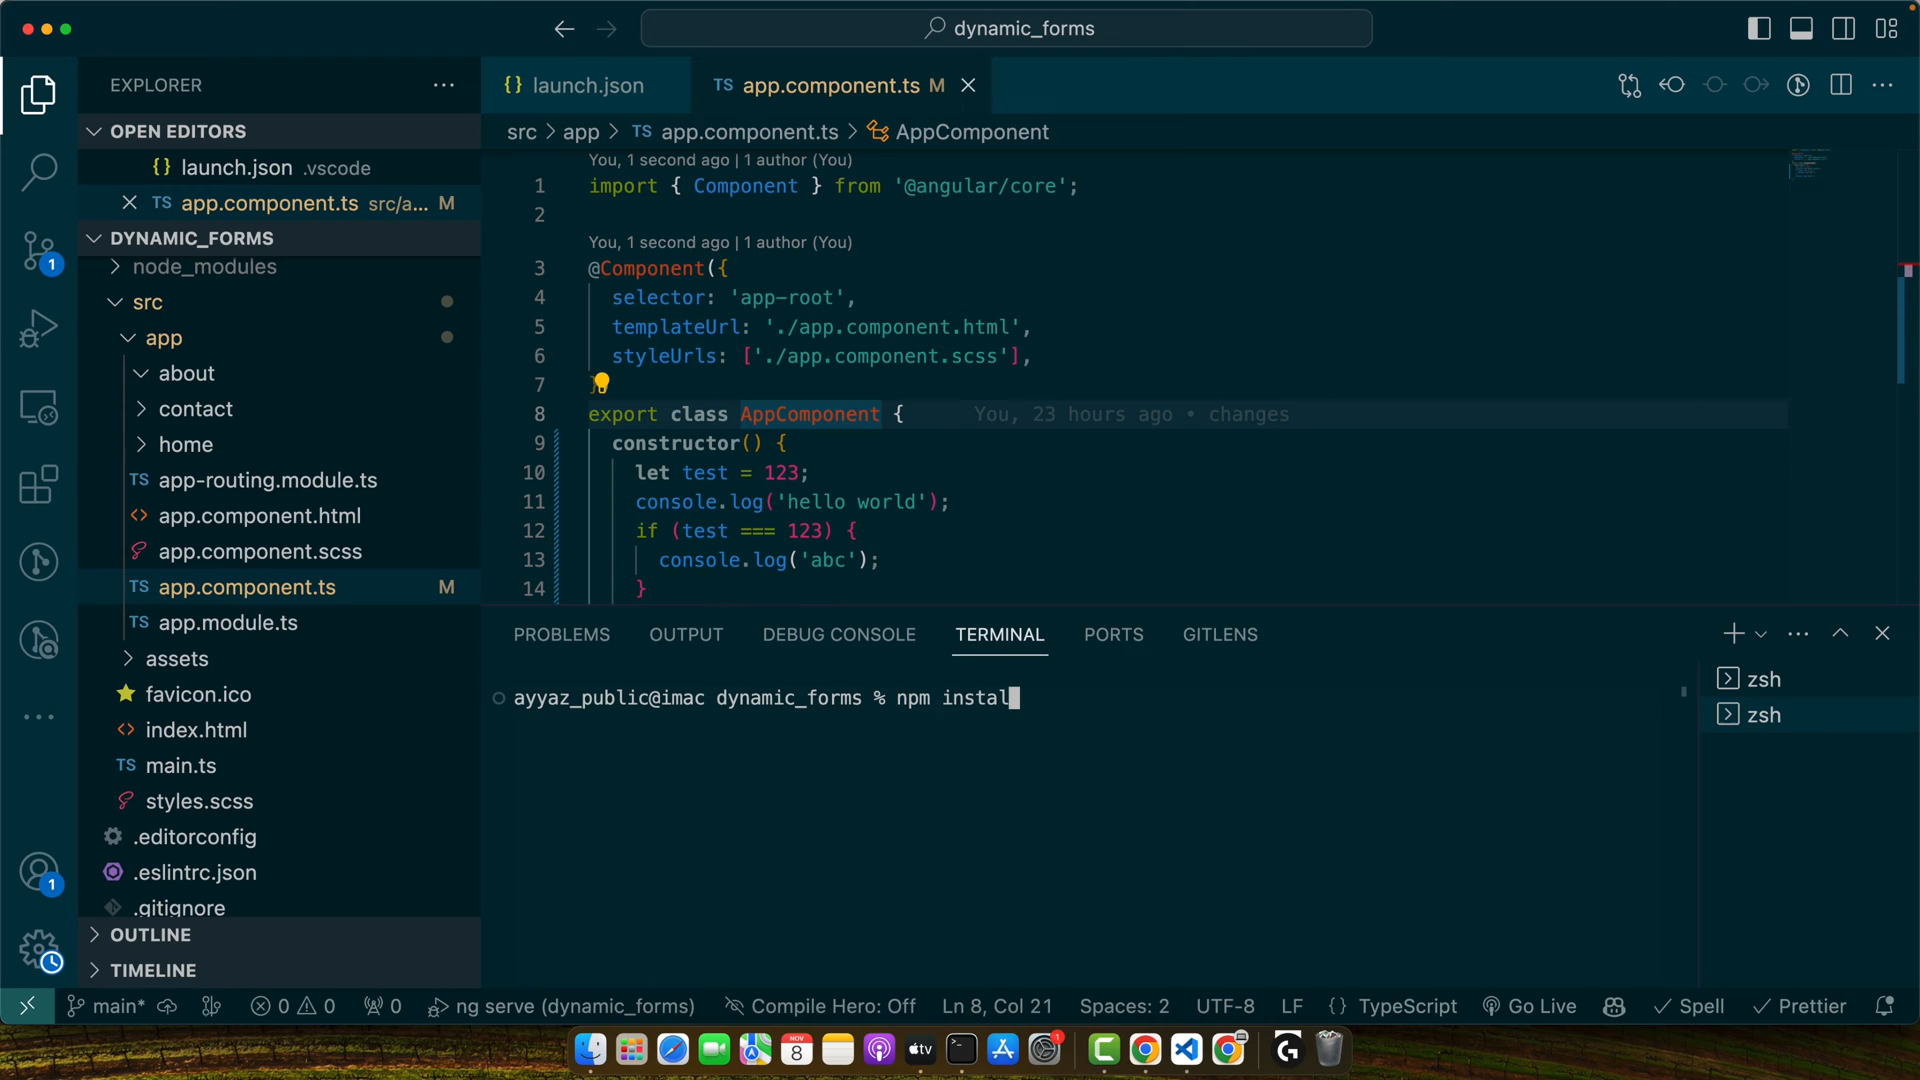 dynamic_forms
EXPLORER
launch.json
TS app.component.ts M
OPEN EDITORS
{} launch.json .vscode
TS app.component.ts src/a... M
DYNAMIC_FORMS
node_modules
src
app
about
contact
home
TS app-routing.module.ts
app.component.html
app.component.scss
TS app.component.ts M
TS app.module.ts
assets
favicon.ico
index.html
TS main.ts
styles.scss
.editorconfig
.eslintrc.json
.gitignore
OUTLINE
TIMELINE
1
1
src > app > TS app.component.ts > AppComponent
You, 1 second ago | 1 author (You)
1 import { Component } from '@angular/core';
2
You, 1 second ago | 1 author (You)
3 @Component({
4 selector: 'app-root',
5 templateUrl: './app.component.html',
6 styleUrls: ['./app.component.scss'],
7 }
8 export class AppComponent { You, 23 hours ago • changes
9 constructor() {
10 let test = 123;
11 console.log('hello world');
12 if (test === 123) {
13 console.log('abc');
14 }
PROBLEMS OUTPUT DEBUG CONSOLE TERMINAL PORTS GITLENS
ayyaz_public@imac dynamic_forms % npm instal
zsh
zsh
main* 0 0 0 ng serve (dynamic_forms) Compile Hero: Off Ln 8, Col 21 Spaces: 2 UTF-8 LF {} TypeScript Go Live Spell Prettier
NOV
8
tv
1